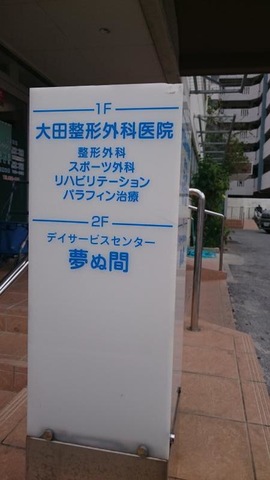 1F
大田整形外科医院
整形外科
スポーツ外科
リハビリテーション
パラフィン治療
2F
デイサービスセンター
夢ぬ間